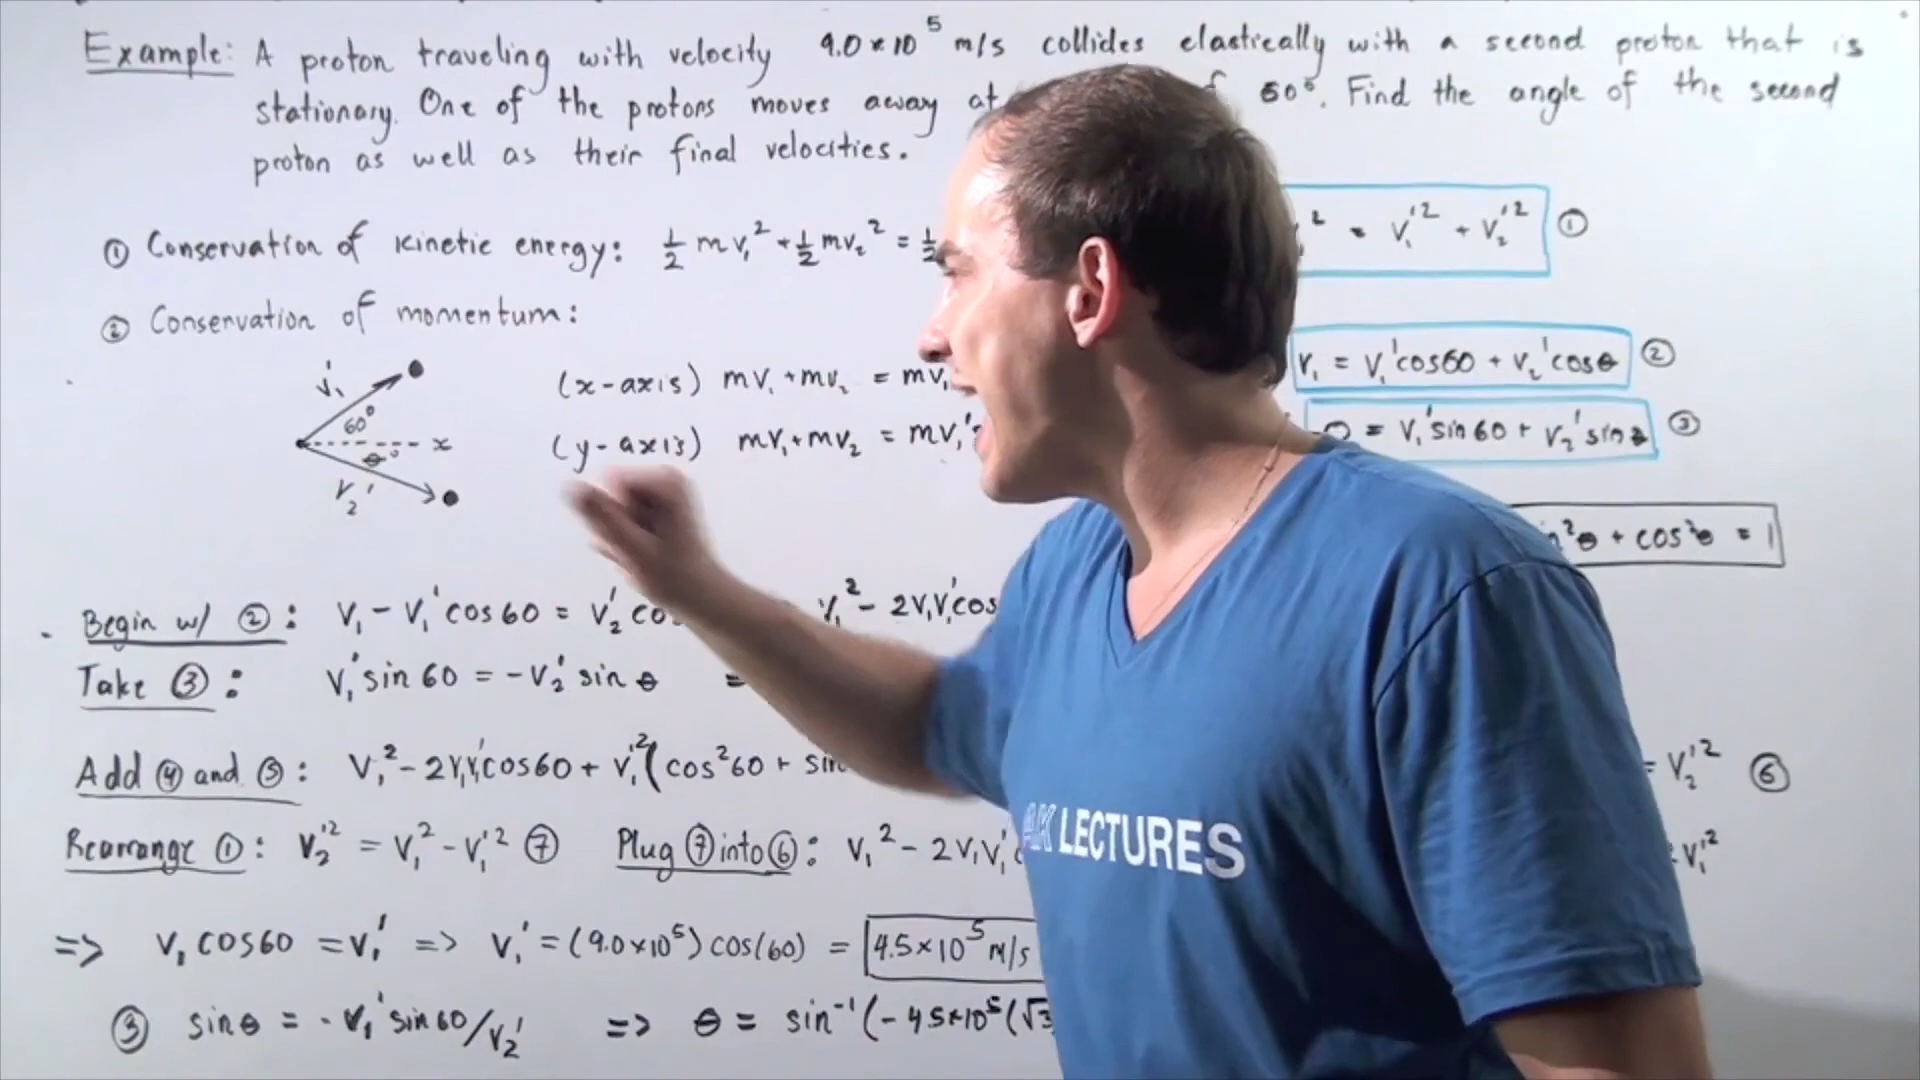 Example: A proton traveling with velocity 9.0×10^5 m/s collides elastically with a second proton that is
stationary. One of the protons moves away at 60°. Find the angle of the second
proton as well as their final velocities.
① Conservation of kinetic energy: 1/2 mv₁² + 1/2 mv₂² = 1/2
² = v₁'² + v₂'² ①
② Conservation of momentum:
v₁'
60°
x
θ°
v₂'
(x-axis) mv₁ + mv₂ = mv₁
v₁ = v₁'cos60 + v₂'cosθ ②
(y-axis) mv₁ + mv₂ = mv₁'
0 = v₁'sin60 + v₂'sinθ ③
sin²θ + cos²θ = 1
Begin w/ ②: v₁ - v₁'cos60 = v₂'co v₁² - 2v₁v₁'cos
Take ③: v₁'sin60 = -v₂'sinθ =
Add ④ and ⑤: v₁² - 2v₁v₁'cos60 + v₁'²(cos²60 + sin = v₂'² ⑥
Rearrange ①: v₂'² = v₁² - v₁'² ⑦ Plug ⑦ into ⑥: v₁² - 2v₁v₁'c v₁'²
=> v₁cos60 = v₁' => v₁' = (9.0×10^5)cos(60) = 4.5×10^5 m/s
③ sinθ = -v₁'sin60/v₂' => θ = sin⁻¹(-4.5×10^5(√3
AK LECTURES